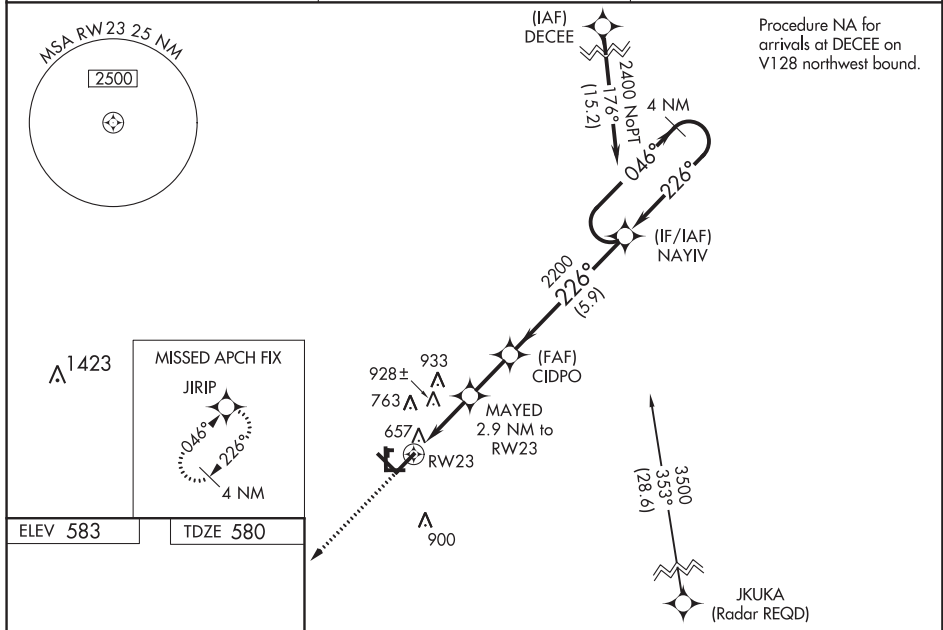 MSA RW 23 25 NM
2500
(IAF)
DECEE
Procedure NA for
arrivals at DECEE on
V128 northwest bound.
2400 NoPT
176°
(15.2)
4 NM
046°
226°
(IF/IAF)
NAYIV
2200
226°
(5.9)
(FAF)
CIDPO
1423
MISSED APCH FIX
JIRIP
046°
226°
4 NM
933
928±
763
MAYED
2.9 NM to
RW23
657
RW23
900
3500
353°
(28.6)
JKUKA
(Radar REQD)
ELEV 583
TDZE 580